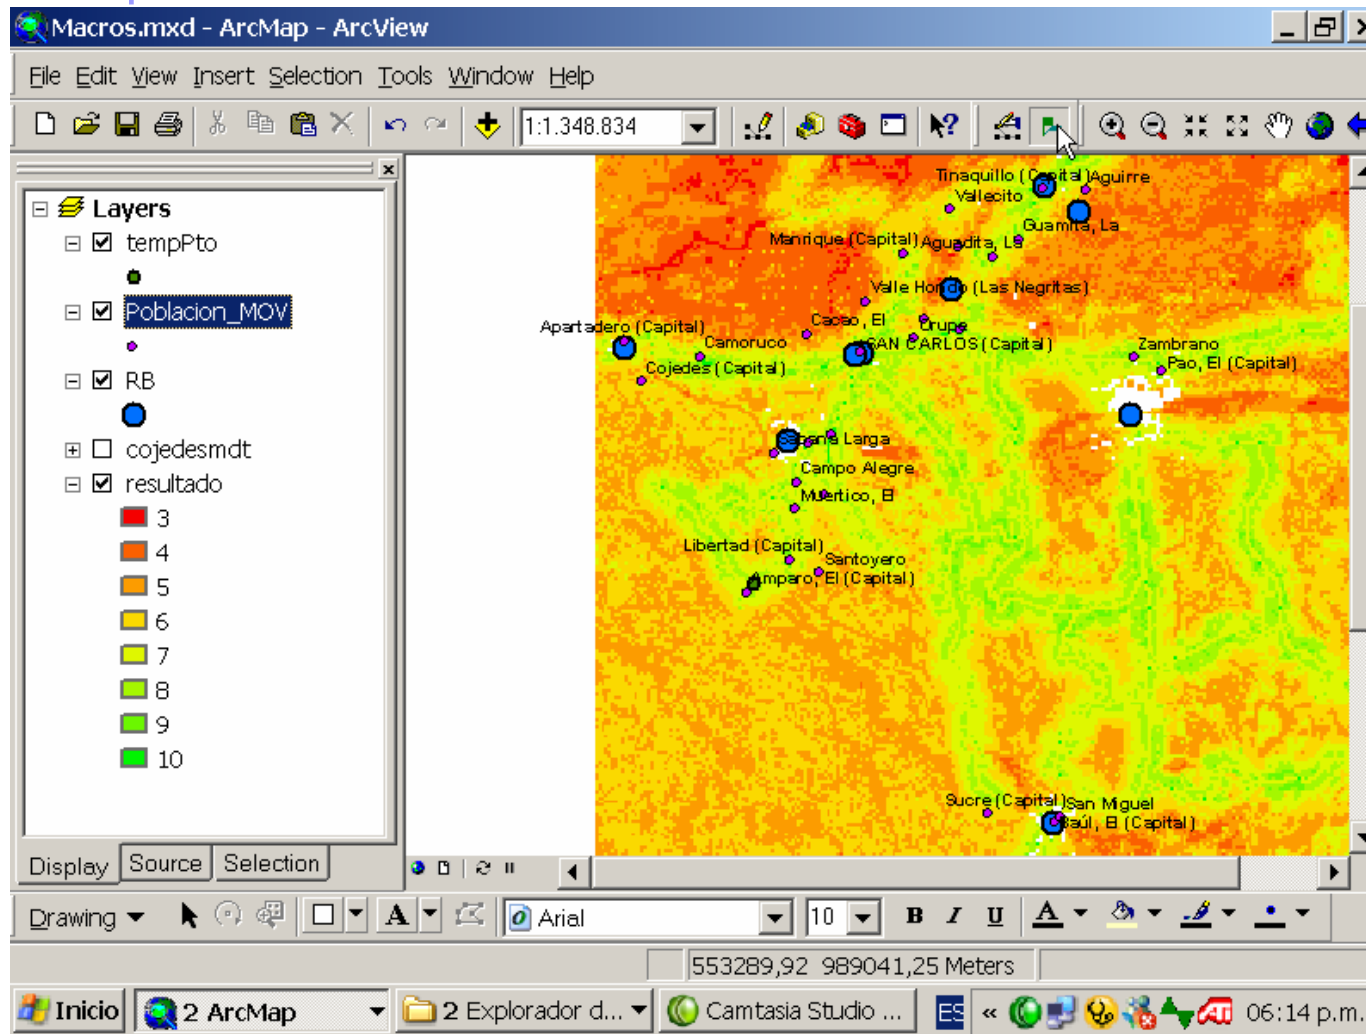 Macros.mxd - ArcMap - ArcView
File Edit View Insert Selection Tools Window Help
1:1.348.834
Layers
tempPto
Poblacion_MOV
RB
cojedesmdt
resultado
3
4
5
6
7
8
9
10
Display Source Selection
Tinaquillo (Capital) Aguirre
Vallecito
Guamita, La
Manrique (Capital) Aguadita, La
Valle Hondo (Las Negritas)
Apartadero (Capital)
Cacao, El
Orupe
Camoruco
SAN CARLOS (Capital)
Zambrano
Cojedes (Capital)
Pao, El (Capital)
Sabana Larga
Campo Alegre
Muertico, El
Libertad (Capital)
Santoyero
Amparo, El (Capital)
Sucre (Capital) San Miguel
Baúl, El (Capital)
Drawing A Arial 10 B I U A
553289,92 989041,25 Meters
Inicio 2 ArcMap 2 Explorador d... Camtasia Studio ... ES « 06:14 p.m.